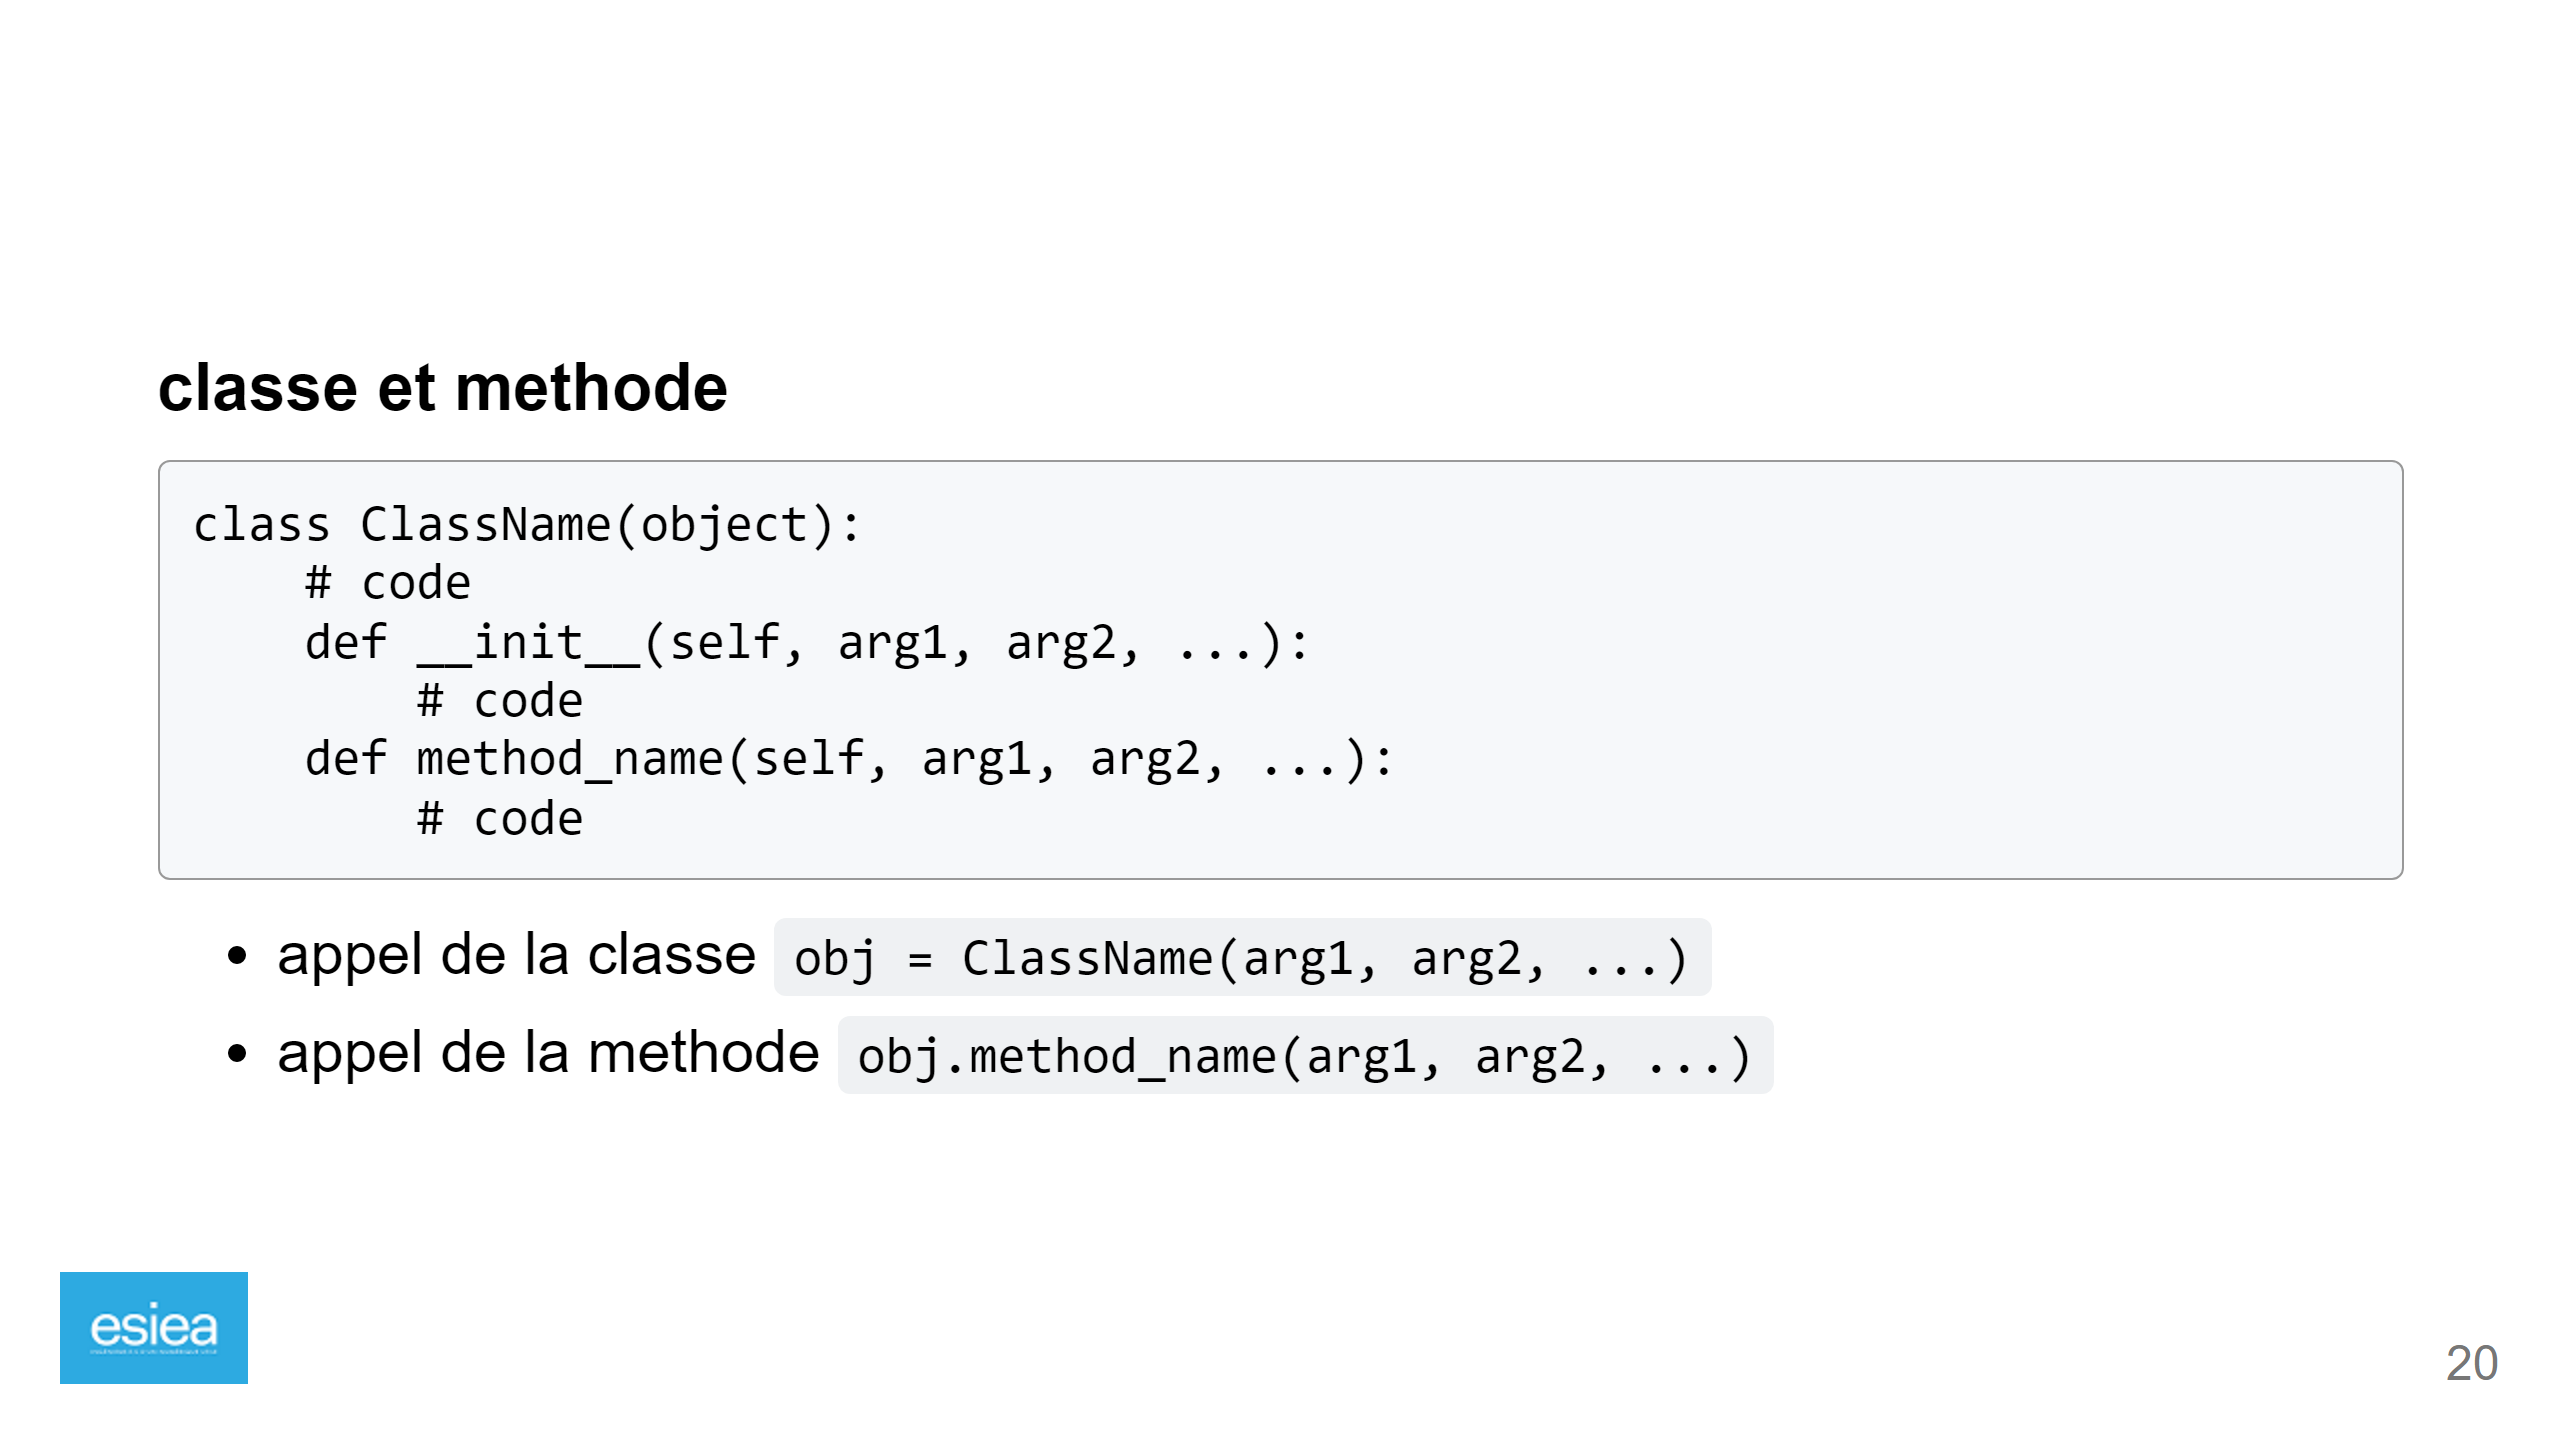 classe et methode
class ClassName(object):
    # code
    def __init__(self, arg1, arg2, ...):
        # code
    def method_name(self, arg1, arg2, ...):
        # code
• appel de la classe obj = ClassName(arg1, arg2, ...)
• appel de la methode obj.method_name(arg1, arg2, ...)
esiea
20